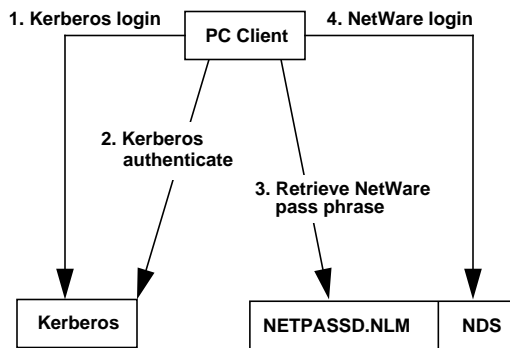 1. Kerberos login
PC Client
4. NetWare login
2. Kerberos
authenticate
3. Retrieve NetWare
pass phrase
Kerberos
NETPASSD.NLM
NDS